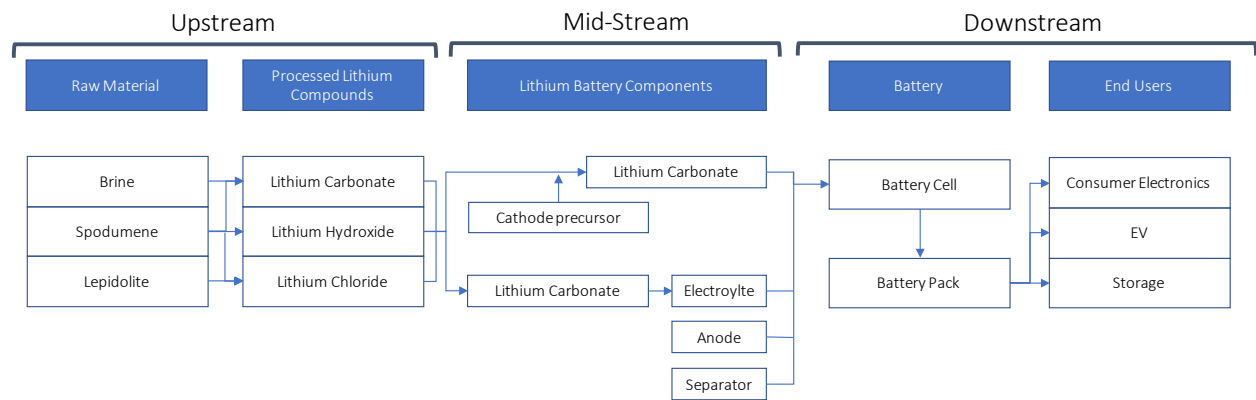 Upstream
Mid-Stream
Downstream
Raw Material
Processed Lithium
Compounds
Lithium Battery Components
Battery
End Users
Brine
Spodumene
Lepidolite
Lithium Carbonate
Lithium Hydroxide
Lithium Chloride
Lithium Carbonate
Cathode precursor
Lithium Carbonate
Electroylte
Anode
Separator
Battery Cell
Battery Pack
Consumer Electronics
EV
Storage